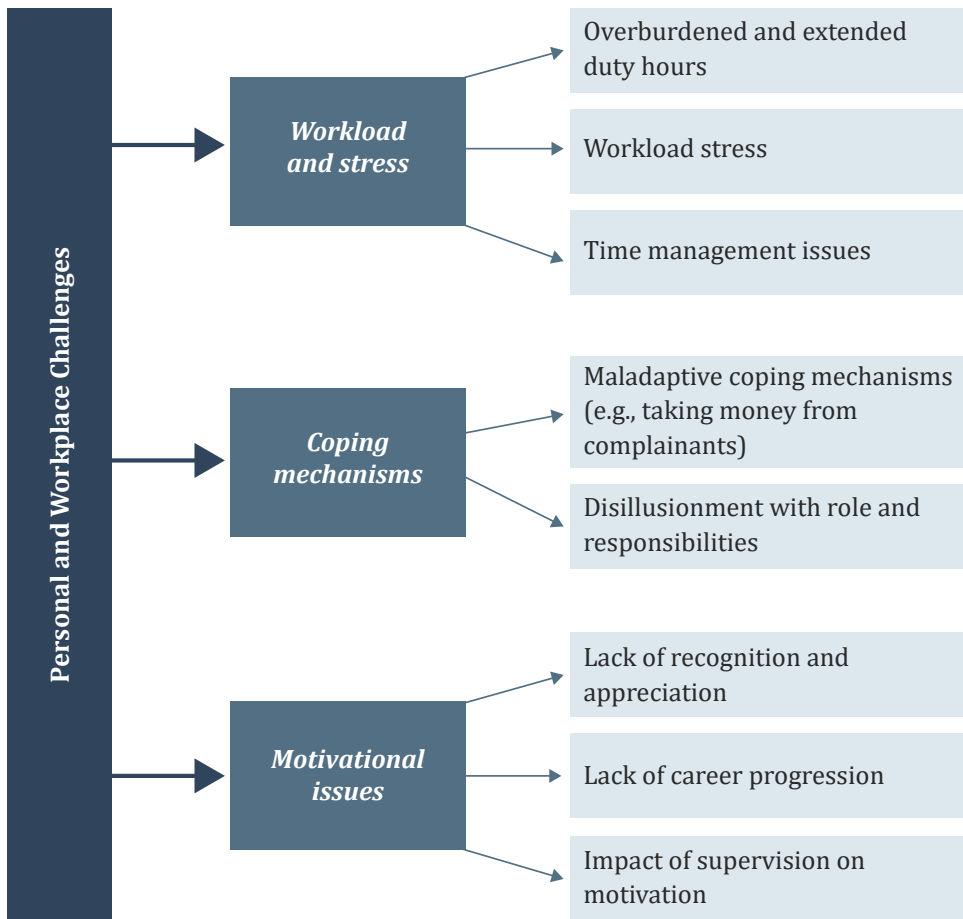 Personal and Workplace Challenges
Workload
and stress
Overburdened and extended
duty hours
Workload stress
Time management issues
Coping
mechanisms
Maladaptive coping mechanisms
(e.g., taking money from
complainants)
Disillusionment with role and
responsibilities
Motivational
issues
Lack of recognition and
appreciation
Lack of career progression
Impact of supervision on
motivation